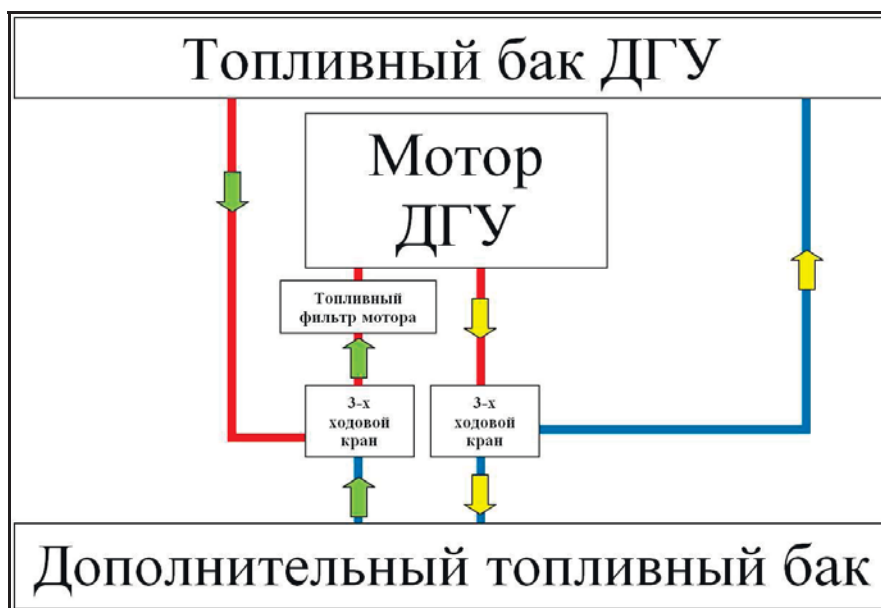 Топливный бак ДГУ
Мотор
ДГУ
Топливный
фильтр мотора
3-х
ходовой
кран
3-х
ходовой
кран
Дополнительный топливный бак